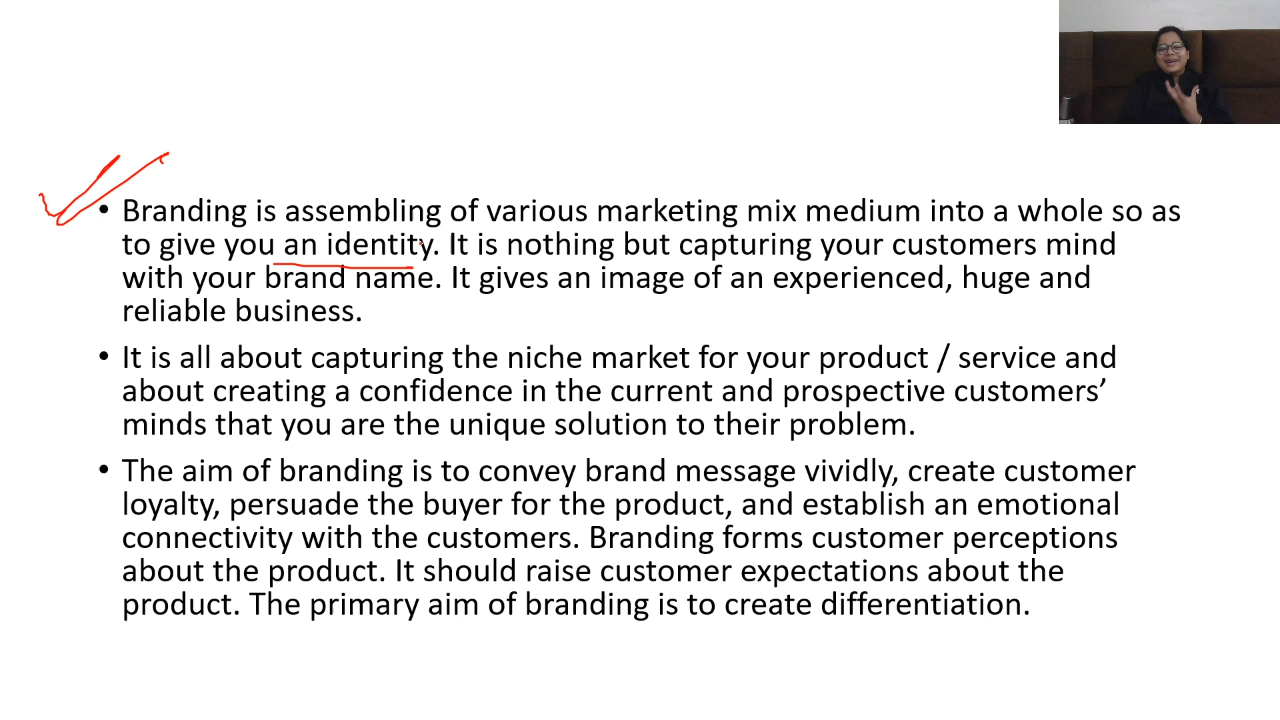 • Branding is assembling of various marketing mix medium into a whole so as
to give you an identity. It is nothing but capturing your customers mind
with your brand name. It gives an image of an experienced, huge and
reliable business.
• It is all about capturing the niche market for your product / service and
about creating a confidence in the current and prospective customers’
minds that you are the unique solution to their problem.
• The aim of branding is to convey brand message vividly, create customer
loyalty, persuade the buyer for the product, and establish an emotional
connectivity with the customers. Branding forms customer perceptions
about the product. It should raise customer expectations about the
product. The primary aim of branding is to create differentiation.